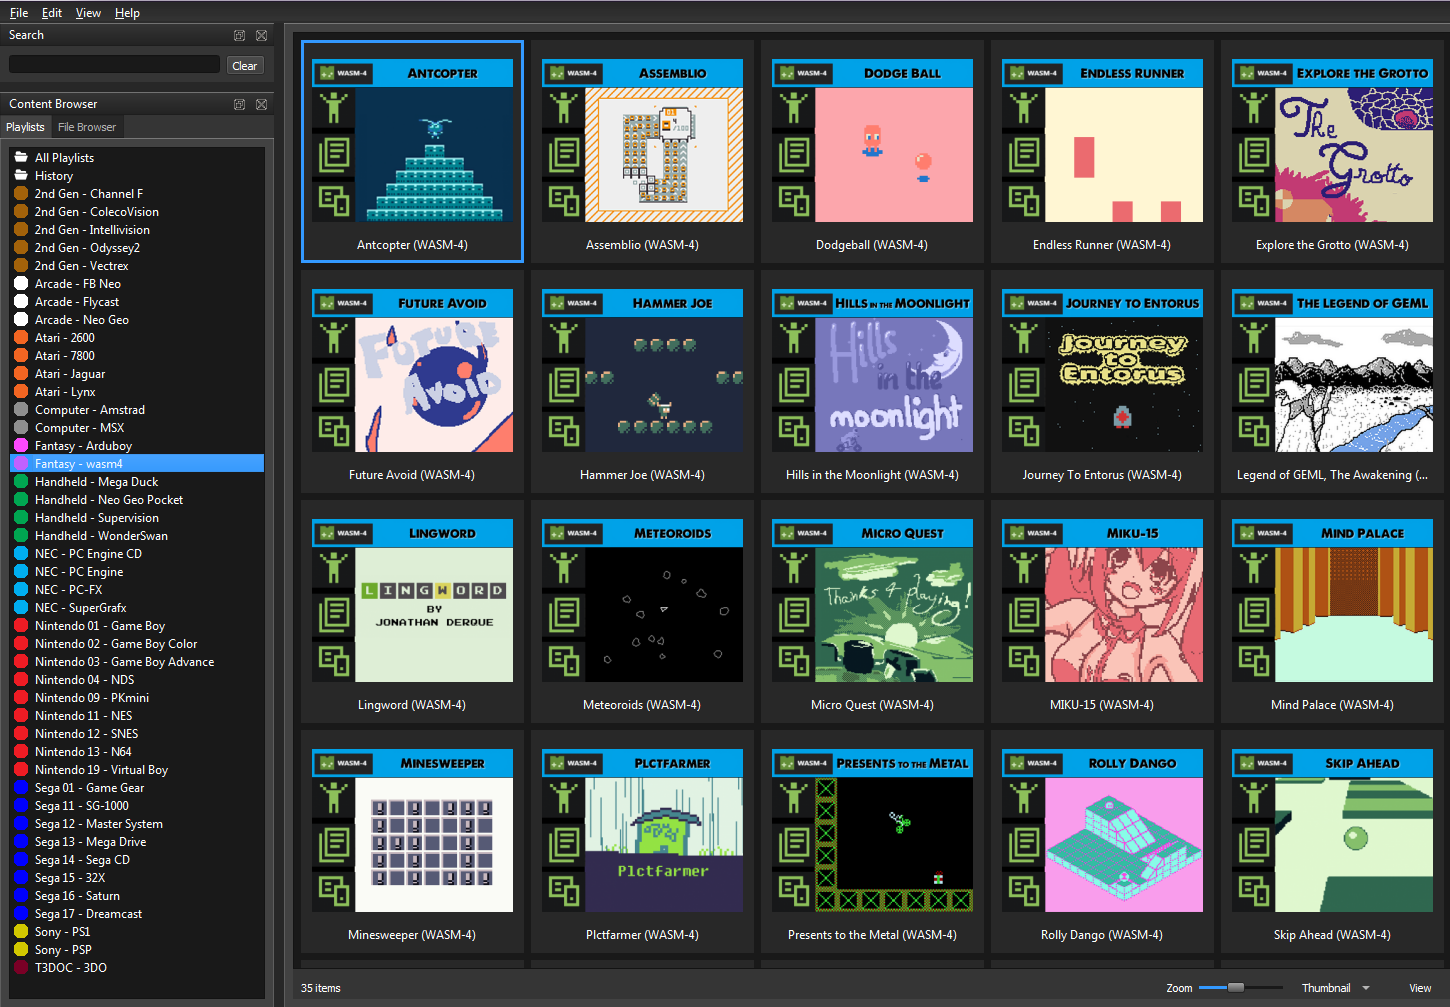 File Edit View Help
Search
Clear
Content Browser
Playlists File Browser
All Playlists
History
2nd Gen - Channel F
2nd Gen - ColecoVision
2nd Gen - Intellivision
2nd Gen - Odyssey2
2nd Gen - Vectrex
Arcade - FB Neo
Arcade - Flycast
Arcade - Neo Geo
Atari - 2600
Atari - 7800
Atari - Jaguar
Atari - Lynx
Computer - Amstrad
Computer - MSX
Fantasy - Arduboy
Fantasy - wasm4
Handheld - Mega Duck
Handheld - Neo Geo Pocket
Handheld - Supervision
Handheld - WonderSwan
NEC - PC Engine CD
NEC - PC Engine
NEC - PC-FX
NEC - SuperGrafx
Nintendo 01 - Game Boy
Nintendo 02 - Game Boy Color
Nintendo 03 - Game Boy Advance
Nintendo 04 - NDS
Nintendo 09 - PKmini
Nintendo 11 - NES
Nintendo 12 - SNES
Nintendo 13 - N64
Nintendo 19 - Virtual Boy
Sega 01 - Game Gear
Sega 11 - SG-1000
Sega 12 - Master System
Sega 13 - Mega Drive
Sega 14 - Sega CD
Sega 15 - 32X
Sega 16 - Saturn
Sega 17 - Dreamcast
Sony - PS1
Sony - PSP
T3DOC - 3DO
WASM-4 ANTCOPTER
Antcopter (WASM-4)
WASM-4 ASSEMBLIO
4
/100
Assemblio (WASM-4)
WASM-4 DODGE BALL
Dodgeball (WASM-4)
WASM-4 ENDLESS RUNNER
Endless Runner (WASM-4)
WASM-4 EXPLORE THE GROTTO
The
Grotto
Explore the Grotto (WASM-4)
WASM-4 FUTURE AVOID
FUTURE
AVOID
Future Avoid (WASM-4)
WASM-4 HAMMER JOE
Hammer Joe (WASM-4)
WASM-4 HILLS IN THE MOONLIGHT
Hills
in the
moonlight
Hills in the Moonlight (WASM-4)
WASM-4 JOURNEY TO ENTORUS
Journey
to
Entorus
Journey To Entorus (WASM-4)
WASM-4 THE LEGEND OF GEML
Legend of GEML, The Awakening (...
WASM-4 LINGWORD
LINGWORD
BY
JONATHAN DERQUE
Lingword (WASM-4)
WASM-4 METEOROIDS
Meteoroids (WASM-4)
WASM-4 MICRO QUEST
Thanks 4 playing!
Micro Quest (WASM-4)
WASM-4 MIKU-15
MIKU-15 (WASM-4)
WASM-4 MIND PALACE
Mind Palace (WASM-4)
WASM-4 MINESWEEPER
Minesweeper (WASM-4)
WASM-4 PLCTFARMER
Plctfarmer
Plctfarmer (WASM-4)
WASM-4 PRESENTS TO THE METAL
Presents to the Metal (WASM-4)
WASM-4 ROLLY DANGO
Rolly Dango (WASM-4)
WASM-4 SKIP AHEAD
Skip Ahead (WASM-4)
35 items
Zoom Thumbnail View